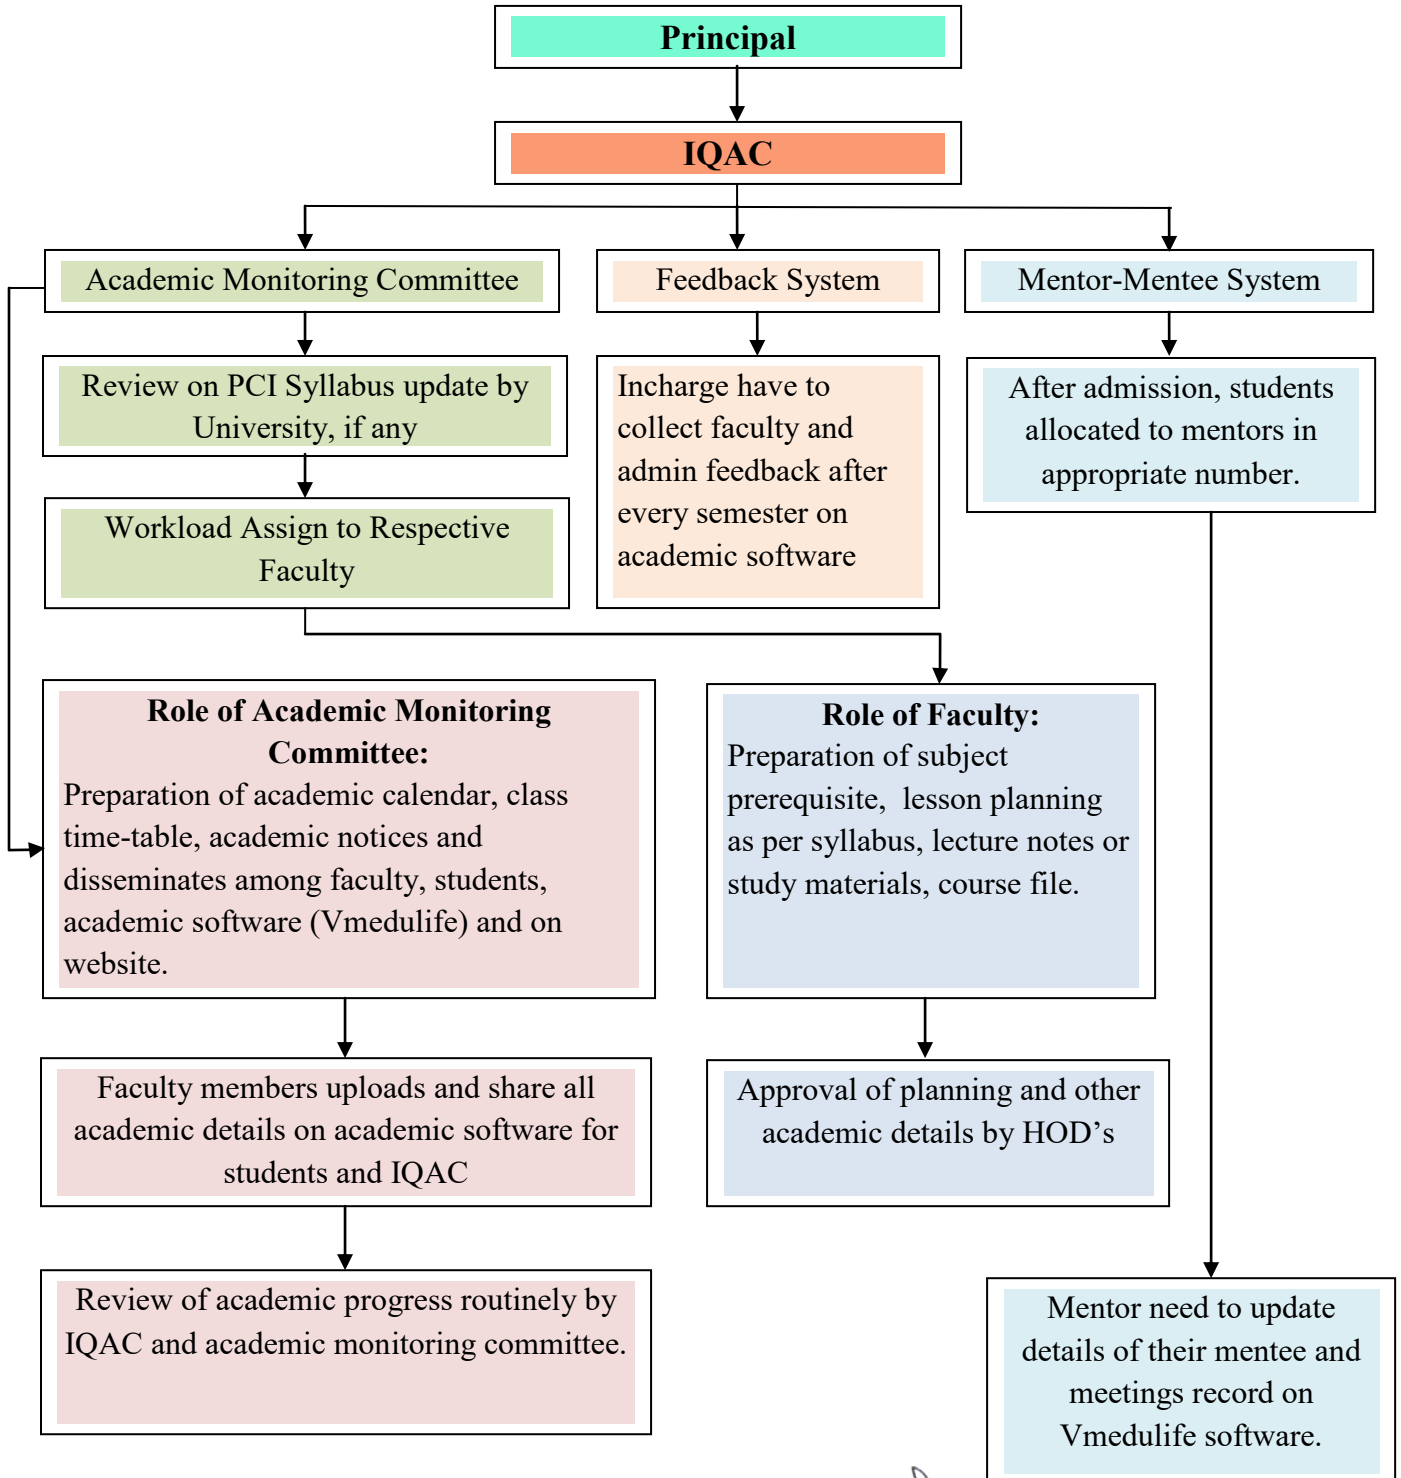 Principal
IQAC
Academic Monitoring Committee
Feedback System
Mentor-Mentee System
Review on PCI Syllabus update by
University, if any
Incharge have to
collect faculty and
admin feedback after
every semester on
academic software
After admission, students
allocated to mentors in
appropriate number.
Workload Assign to Respective
Faculty
Role of Academic Monitoring
Committee:
Preparation of academic calendar, class
time-table, academic notices and
disseminates among faculty, students,
academic software (Vmedulife) and on
website.
Role of Faculty:
Preparation of subject
prerequisite,  lesson planning
as per syllabus, lecture notes or
study materials, course file.
Faculty members uploads and share all
academic details on academic software for
students and IQAC
Approval of planning and other
academic details by HOD’s
Review of academic progress routinely by
IQAC and academic monitoring committee.
Mentor need to update
details of their mentee and
meetings record on
Vmedulife software.